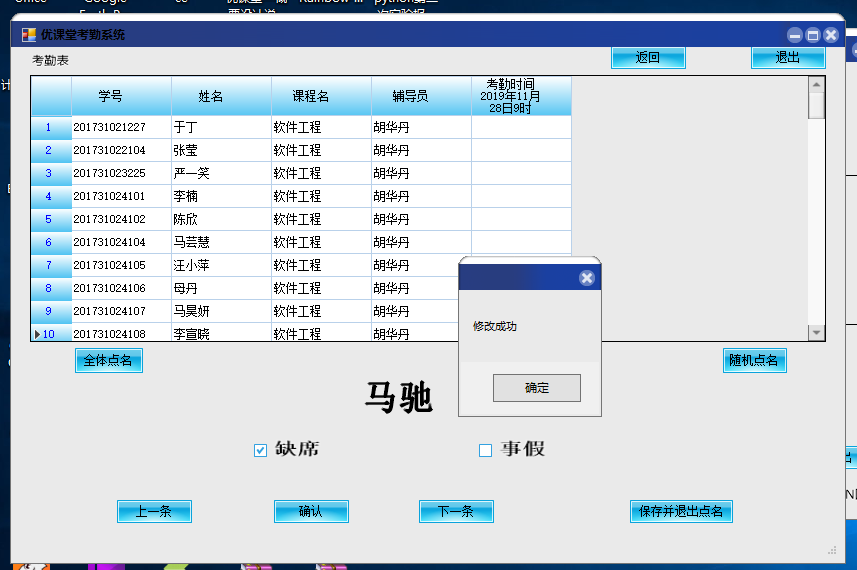 优课堂考勤系统
考勤表
返回
退出
学号 姓名 课程名 辅导员 考勤时间
2019年11月
28日9时
1 201731021227 于丁 软件工程 胡华丹
2 201731022104 张莹 软件工程 胡华丹
3 201731023225 严一笑 软件工程 胡华丹
4 201731024101 李楠 软件工程 胡华丹
5 201731024102 陈欣 软件工程 胡华丹
6 201731024104 马芸慧 软件工程 胡华丹
7 201731024105 汪小萍 软件工程 胡华丹
8 201731024106 母丹 软件工程 胡华丹
9 201731024107 马昊妍 软件工程 胡华丹
10 201731024108 李宣晓 软件工程 胡华丹
修改成功
确定
全体点名
随机点名
马驰
缺席
事假
上一条
确认
下一条
保存并退出点名